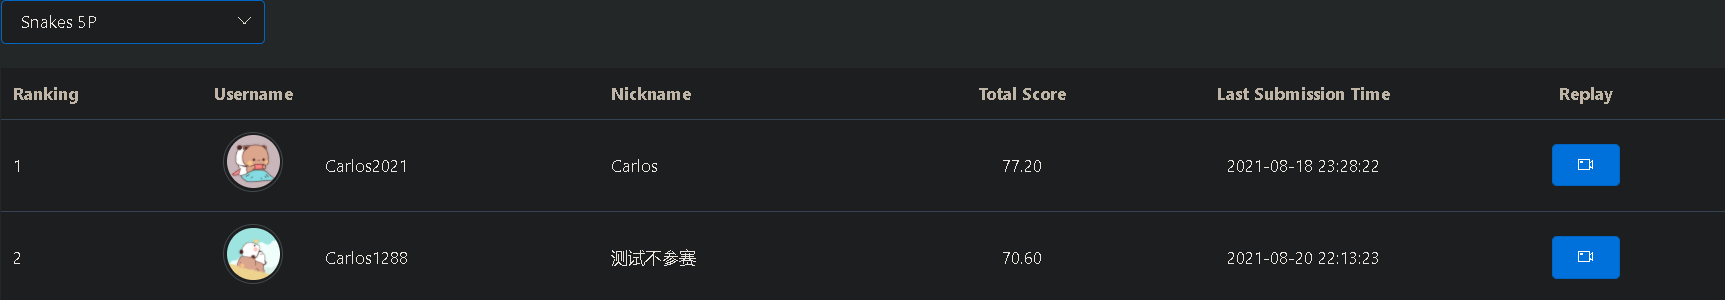 Snakes 5P
Ranking Username Nickname Total Score Last Submission Time Replay
1 Carlos2021 Carlos 77.20 2021-08-18 23:28:22
2 Carlos1288 测试不参赛 70.60 2021-08-20 22:13:23